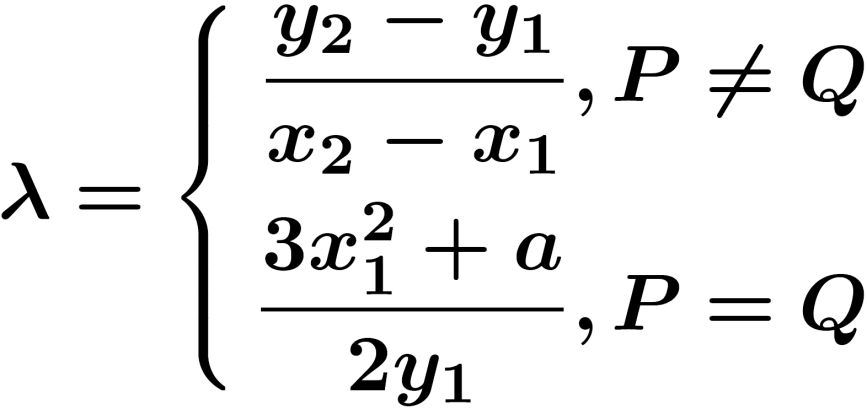 λ = { (y₂ − y₁)/(x₂ − x₁), P ≠ Q
(3x₁² + a)/(2y₁), P = Q